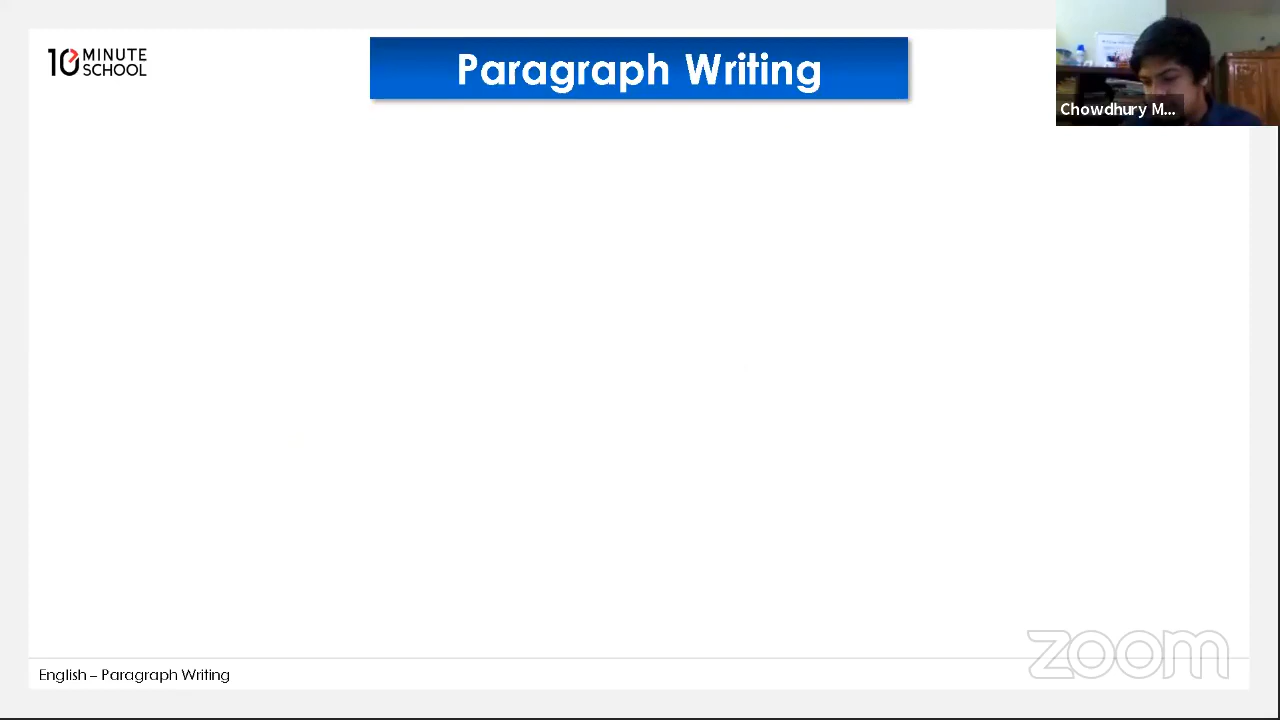 10 MINUTE
SCHOOL
Paragraph Writing
Chowdhury M...
English – Paragraph Writing
zoom